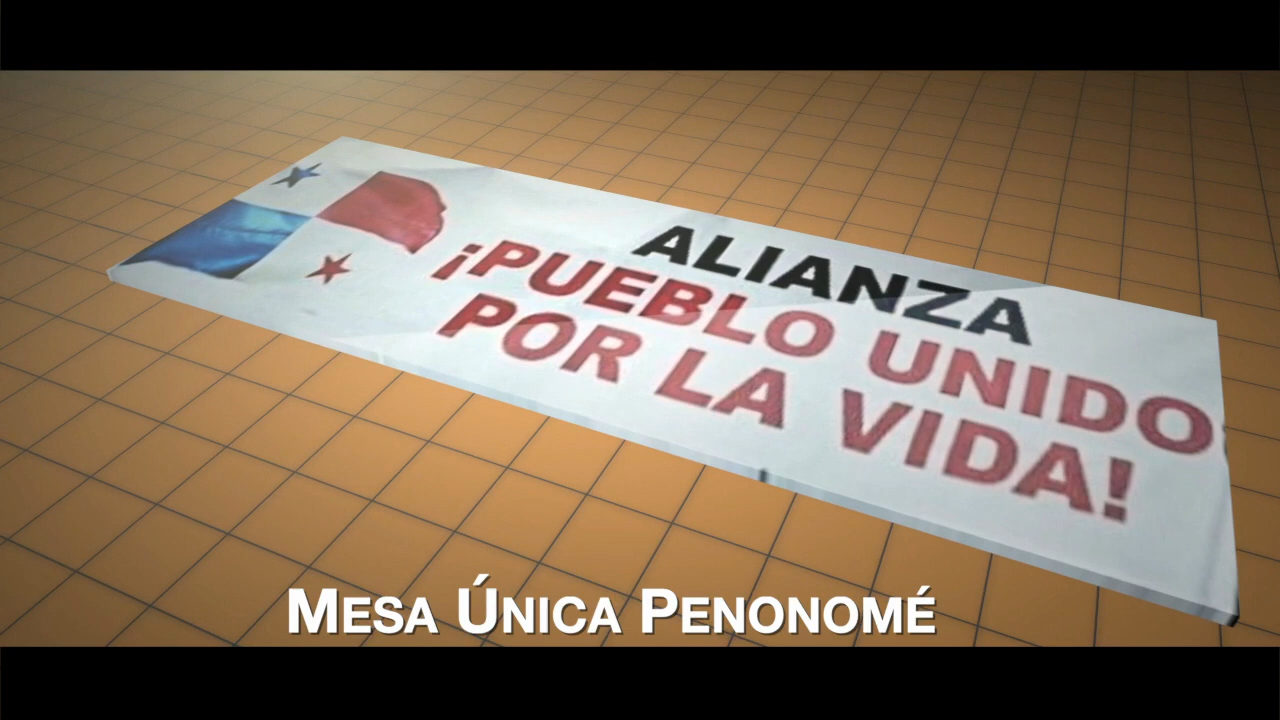 ALIANZA
¡PUEBLO UNIDO
POR LA VIDA!
MESA ÚNICA PENONOMÉ